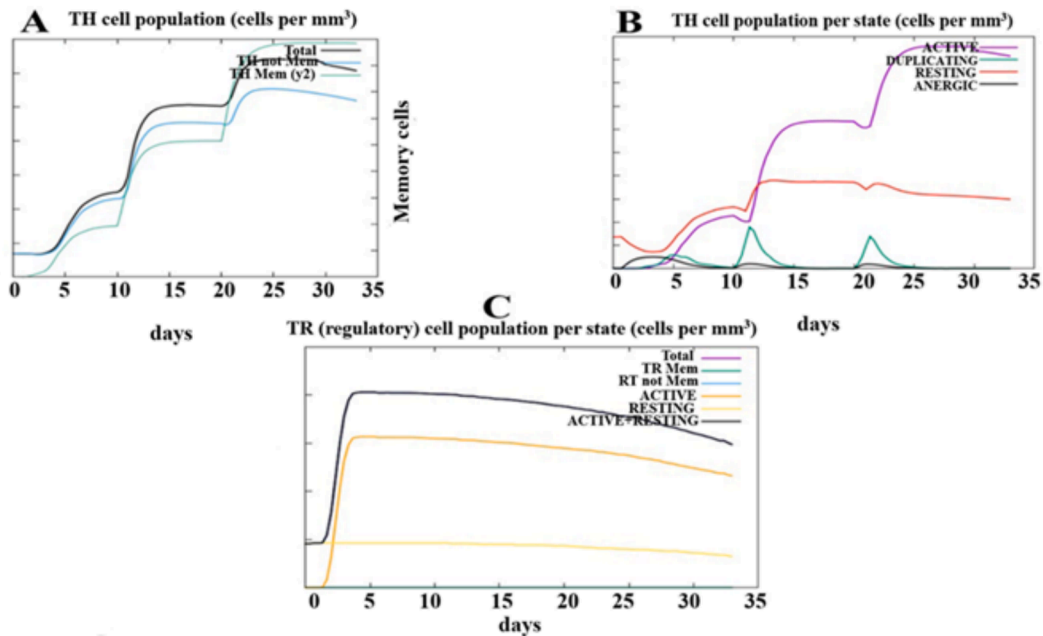 A
TH cell population (cells per mm³)
Total
TH not Mem
TH Mem (y2)
Memory cells
0 5 10 15 20 25 30 35
days
B
TH cell population per state (cells per mm³)
ACTIVE
DUPLICATING
RESTING
ANERGIC
0 5 10 15 20 25 30 35
days
C
TR (regulatory) cell population per state (cells per mm³)
Total
TR Mem
RT not Mem
ACTIVE
RESTING
ACTIVE+RESTING
0 5 10 15 20 25 30 35
days